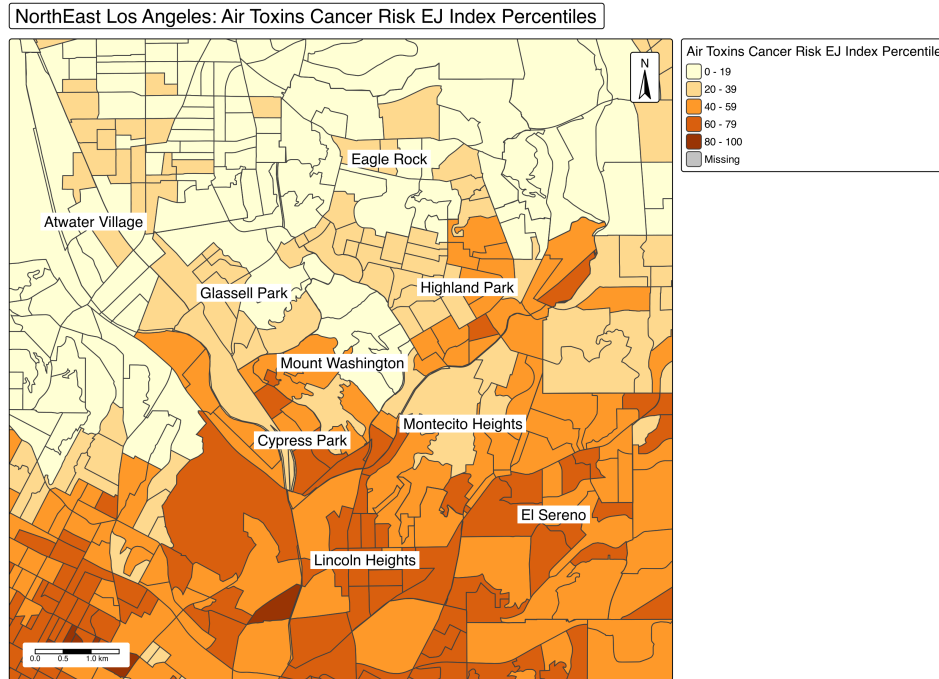 NorthEast Los Angeles: Air Toxins Cancer Risk EJ Index Percentiles
N
Air Toxins Cancer Risk EJ Index Percentile
0 - 19
20 - 39
40 - 59
60 - 79
80 - 100
Missing
Eagle Rock
Atwater Village
Glassell Park
Highland Park
Mount Washington
Montecito Heights
Cypress Park
El Sereno
Lincoln Heights
0.0 0.5 1.0 km